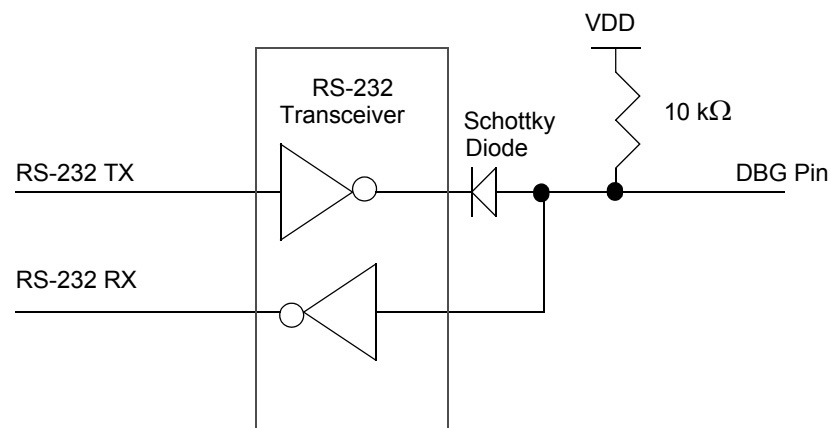 VDD
RS-232
Transceiver
Schottky
Diode
10 kΩ
RS-232 TX
DBG Pin
RS-232 RX